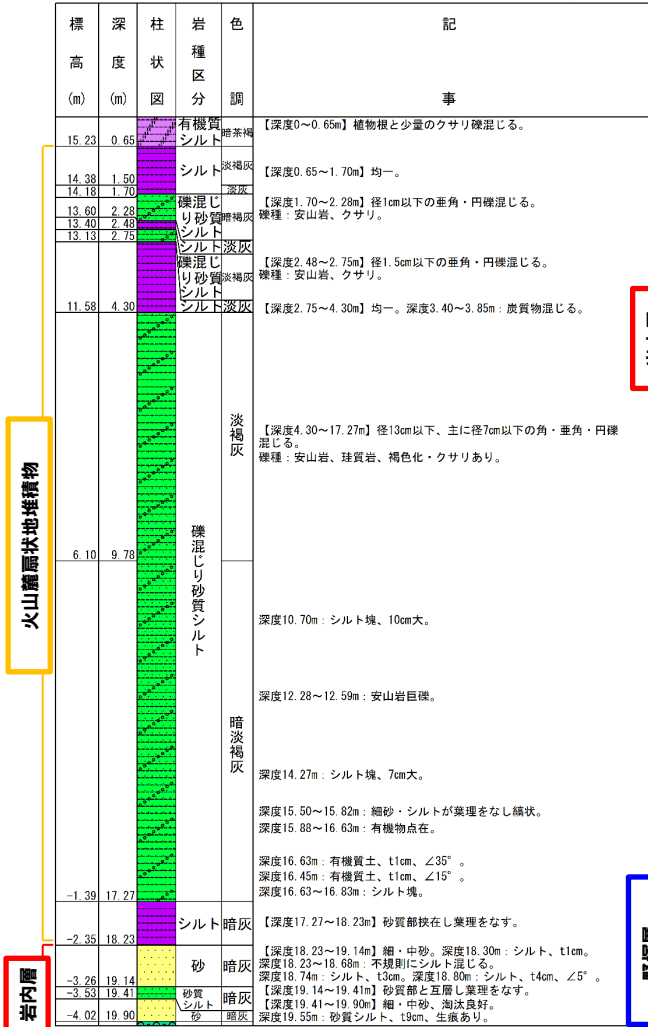 標高(m) 深度(m) 柱状図 岩種区分 色調 記事
15.23 0.65 有機質シルト 暗茶褐 【深度0～0.65m】植物根と少量のクサリ礫混じる。
14.38 1.50 シルト 淡褐灰 【深度0.65～1.70m】均一。
14.18 1.70 淡灰
13.60 2.28 礫混じり砂質シルト 暗褐灰 【深度1.70～2.28m】径1cm以下の亜角・円礫混じる。
礫種：安山岩、クサリ。
13.40 2.48 シルト 淡灰
13.13 2.75 礫混じり砂質シルト 淡褐灰 【深度2.48～2.75m】径1.5cm以下の亜角・円礫混じる。
礫種：安山岩、クサリ。
11.58 4.30 シルト 淡灰 【深度2.75～4.30m】均一。深度3.40～3.85m：炭質物混じる。
火山麓扇状地堆積物
6.10 9.78 礫混じり砂質シルト 淡褐灰 【深度4.30～17.27m】径13cm以下、主に径7cm以下の角・亜角・円礫
混じる。
礫種：安山岩、珪質岩、褐色化・クサリあり。
暗淡褐灰
深度10.70m：シルト塊、10cm大。
深度12.28～12.59m：安山岩巨礫。
深度14.27m：シルト塊、7cm大。
深度15.50～15.82m：細砂・シルトが葉理をなし縞状。
深度15.88～16.63m：有機物点在。
深度16.63m：有機質土、t1cm、∠35°。
深度16.45m：有機質土、t1cm、∠15°。
-1.39 17.27 深度16.63～16.83m：シルト塊。
-2.35 18.23 シルト 暗灰 【深度17.27～18.23m】砂質部挟在し葉理をなす。
岩内層
-3.26 19.14 砂 暗灰 【深度18.23～19.14m】細・中砂。深度18.30m：シルト、t1cm。
深度18.23～18.68m：不規則にシルト混じる。
深度18.74m：シルト、t3cm。深度18.80m：シルト、t4cm、∠5°。
-3.53 19.41 砂質シルト 暗灰 【深度19.14～19.41m】砂質部と互層し葉理をなす。
-4.02 19.90 砂 暗灰 【深度19.41～19.90m】細・中砂、淘汰良好。
深度19.55m：砂質シルト、t9cm、生痕あり。